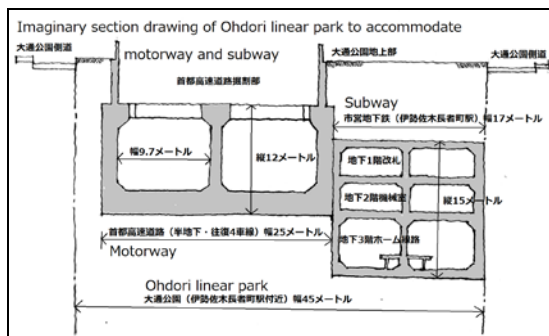 Imaginary section drawing of Ohdori linear park to accommodate
motorway and subway
大通公園側道
大通公園地上部
大通公園側道
首都高速道路掘割部
Subway
市営地下鉄（伊勢佐木長者町駅）幅17メートル
幅9.7メートル
縦12メートル
地下1階改札
地下2階機械室
縦15メートル
地下3階ホーム線路
首都高速道路（半地下・往復4車線）幅25メートル
Motorway
Ohdori linear park
大通公園（伊勢佐木長者町駅付近）幅45メートル